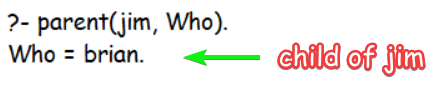 ?- parent(jim, Who).
Who = brian.
child of jim